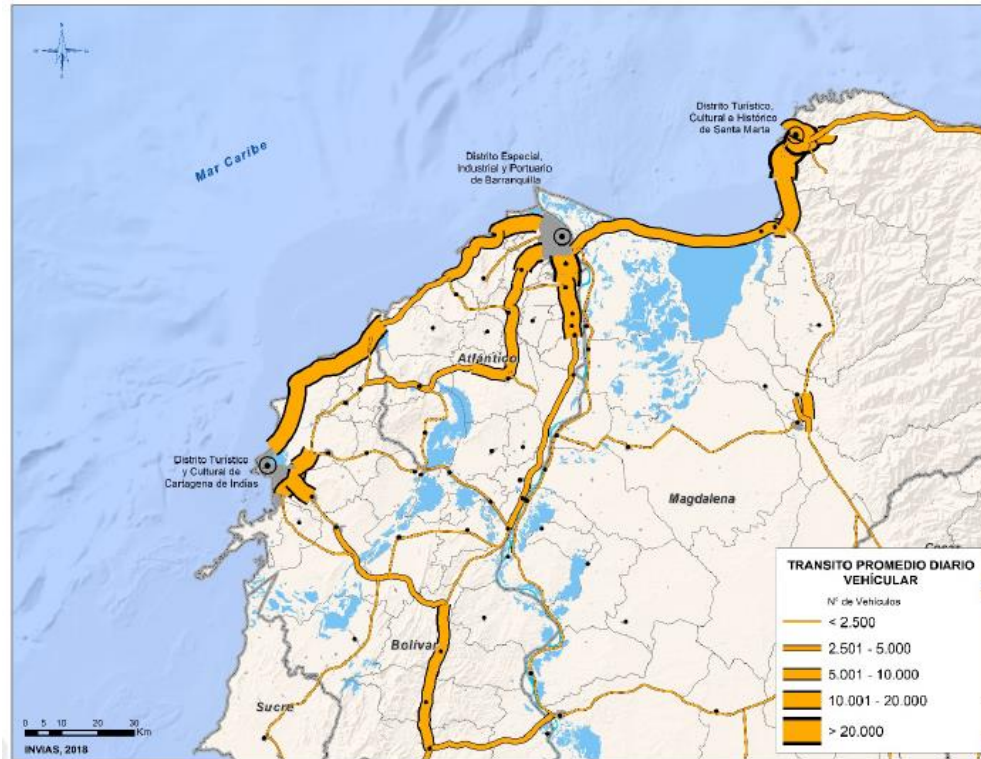 Mar Caribe
Distrito Turístico,
Cultural e Histórico
de Santa Marta
Distrito Especial,
Industrial y Portuario
de Barranquilla
Atlántico
Distrito Turístico
y Cultural de
Cartagena de Indias
Magdalena
Cesar
Bolívar
Sucre
TRANSITO PROMEDIO DIARIO
VEHÍCULAR
N° de Vehículos
< 2.500
2.501 - 5.000
5.001 - 10.000
10.001 - 20.000
> 20.000
0 5 10 20 30
Km
INVIAS, 2018